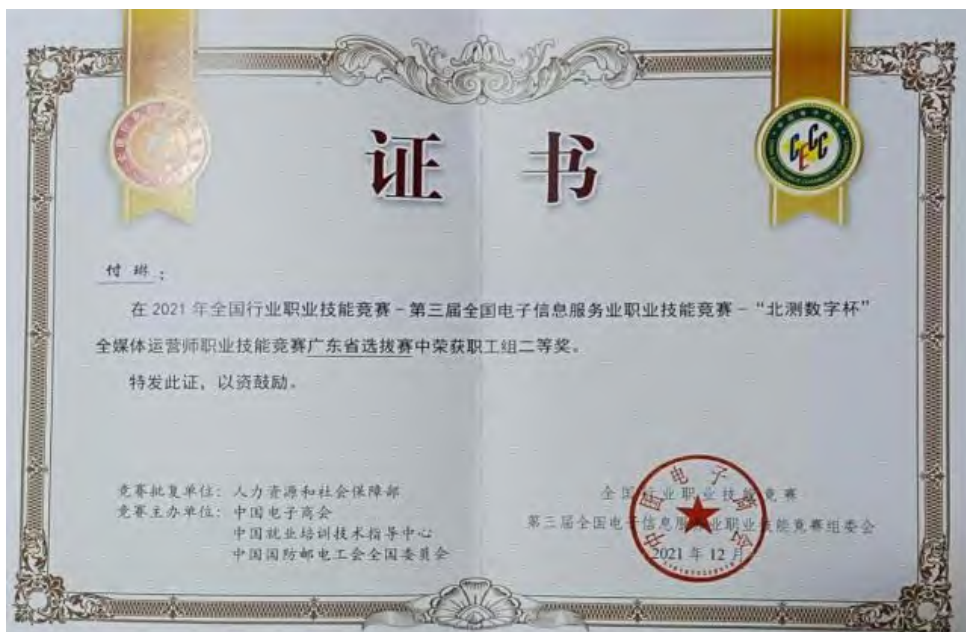 证 书
付琳：
在 2021 年全国行业职业技能竞赛－第三届全国电子信息服务业职业技能竞赛－“北测数字杯”
全媒体运营师职业技能竞赛广东省选拔赛中荣获职工组二等奖。
特发此证，以资鼓励。
竞赛批复单位：人力资源和社会保障部
竞赛主办单位：中国电子商会
中国就业培训技术指导中心
中国国防邮电工会全国委员会
全国行业职业技能竞赛
第三届全国电子信息服务业职业技能竞赛组委会
2021 年 12 月
中国电子商会
CECC